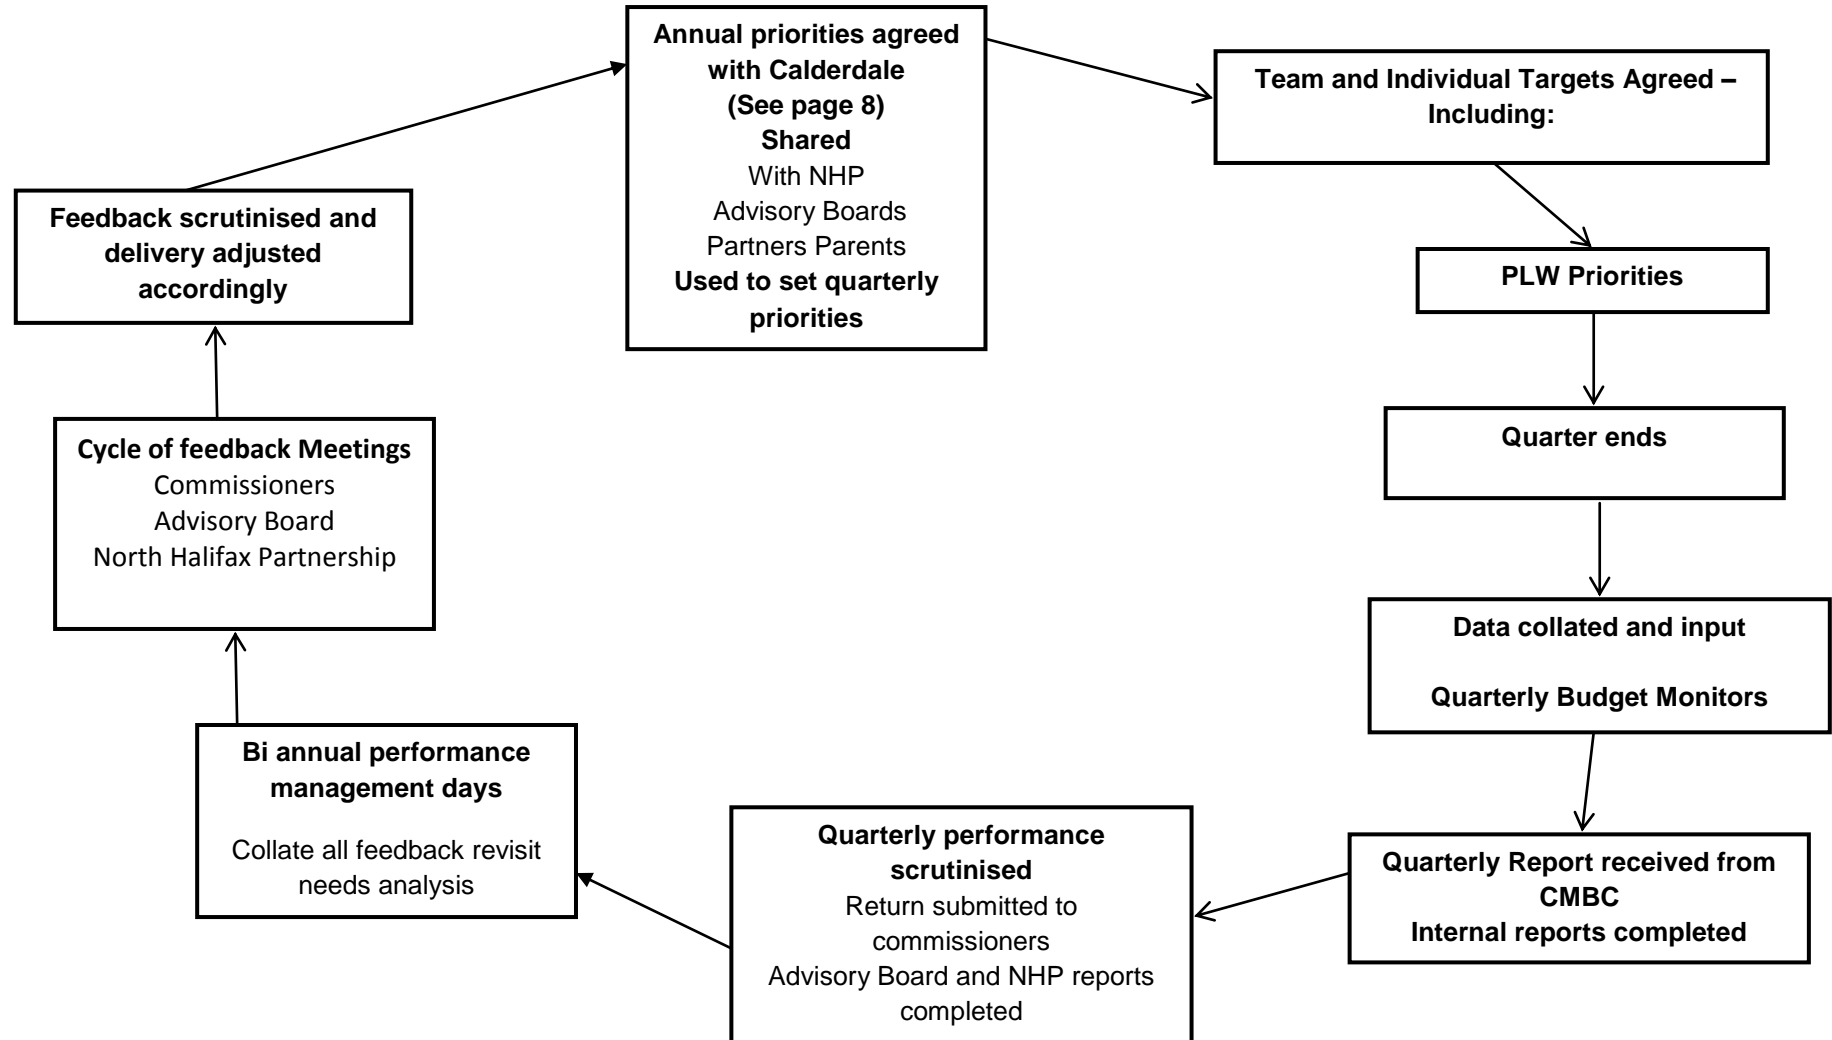 Annual priorities agreed
with Calderdale
(See page 8)
Shared
With NHP
Advisory Boards
Partners Parents
Used to set quarterly
priorities
Team and Individual Targets Agreed –
Including:
PLW Priorities
Quarter ends
Data collated and input
Quarterly Budget Monitors
Quarterly Report received from
CMBC
Internal reports completed
Quarterly performance
scrutinised
Return submitted to
commissioners
Advisory Board and NHP reports
completed
Bi annual performance
management days
Collate all feedback revisit
needs analysis
Cycle of feedback Meetings
Commissioners
Advisory Board
North Halifax Partnership
Feedback scrutinised and
delivery adjusted
accordingly